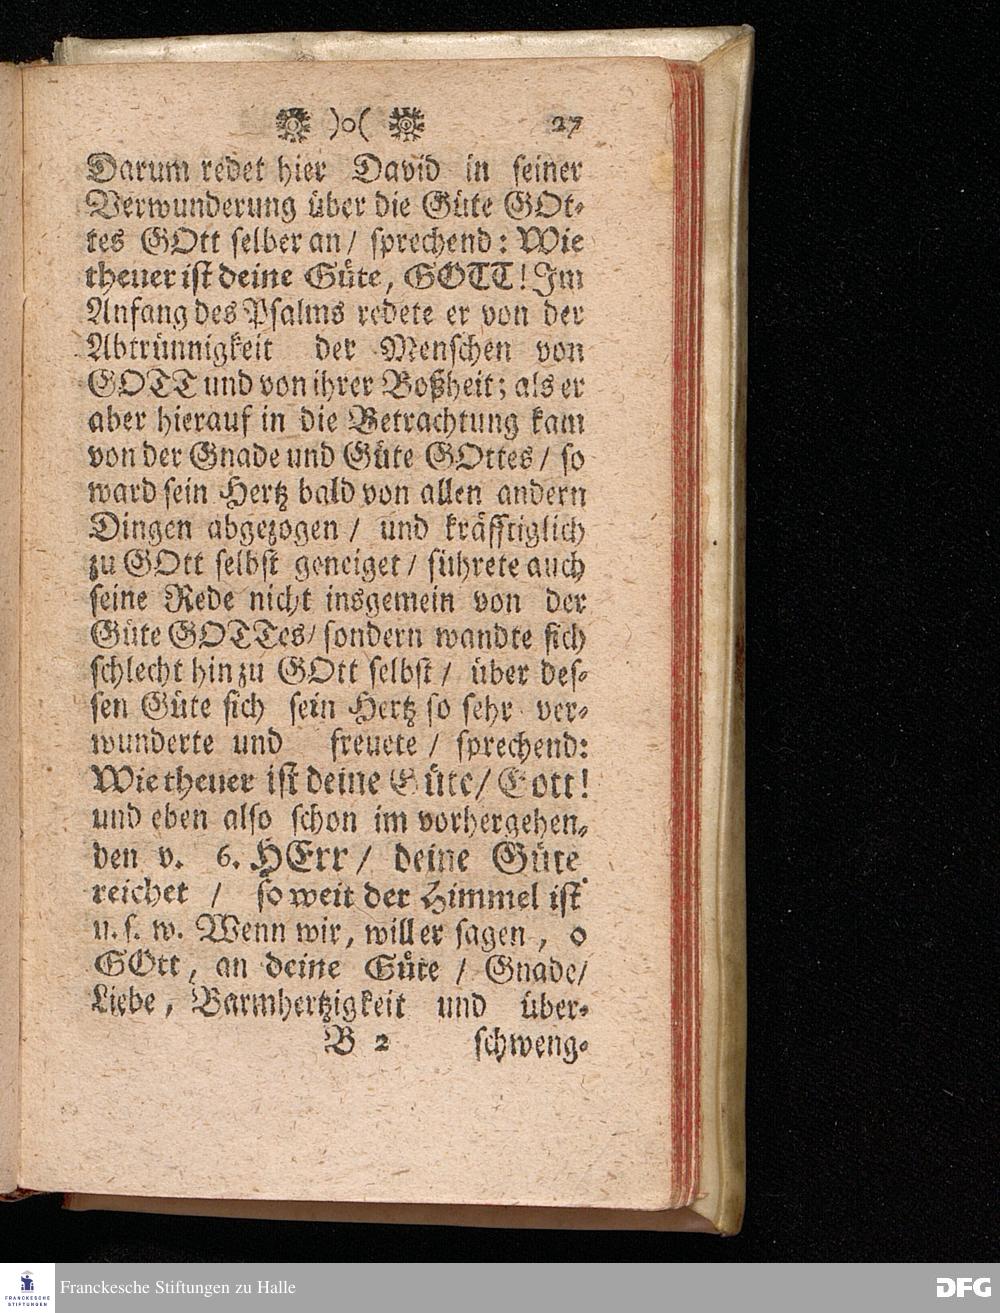 )o( 27
Darum redet hier David in seiner
Verwunderung über die Güte GOt-
tes GOtt selber an / sprechend: Wie
theuer ist deine Güte, GOTT! Im
Anfang des Psalms redete er von der
Abtrünnigkeit der Menschen von
GOTT und von ihrer Boßheit; als er
aber hierauf in die Betrachtung kam
von der Gnade und Güte GOttes / so
ward sein Hertz bald von allen andern
Dingen abgezogen / und kräfftiglich
zu GOtt selbst geneiget / führete auch
seine Rede nicht insgemein von der
Güte GOTTes / sondern wandte sich
schlecht hin zu GOtt selbst / über des-
sen Güte sich sein Hertz so sehr ver-
wunderte und freuete / sprechend:
Wie theuer ist deine Güte / Gott!
und eben also schon im vorhergehen-
den v. 6. HErr / deine Güte
reichet / so weit der Himmel ist
u. s. w. Wenn wir, will er sagen, o
GOtt, an deine Güte / Gnade /
Liebe, Barmhertzigkeit und über-
B 2 schweng-
FRANCKESCHE
STIFTUNGEN
Franckesche Stiftungen zu Halle
DFG